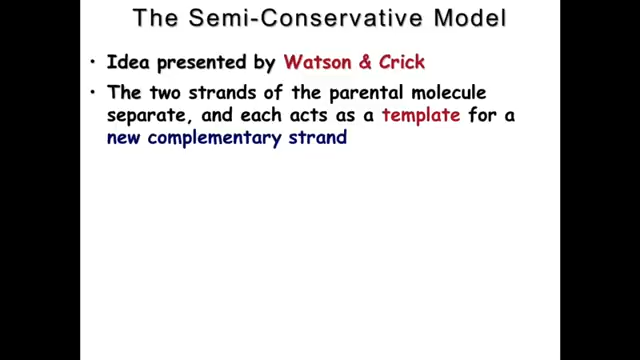 The Semi-Conservative Model
• Idea presented by Watson & Crick
• The two strands of the parental molecule
separate, and each acts as a template for a
new complementary strand